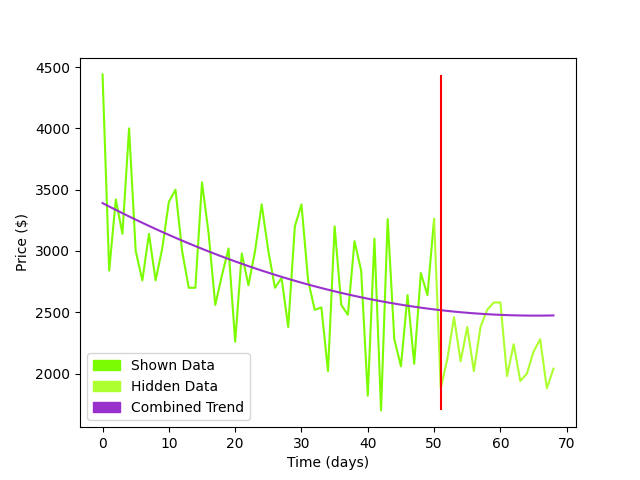 4500
4000
3500
3000
2500
2000
Price ($)
Shown Data
Hidden Data
Combined Trend
0 10 20 30 40 50 60 70
Time (days)